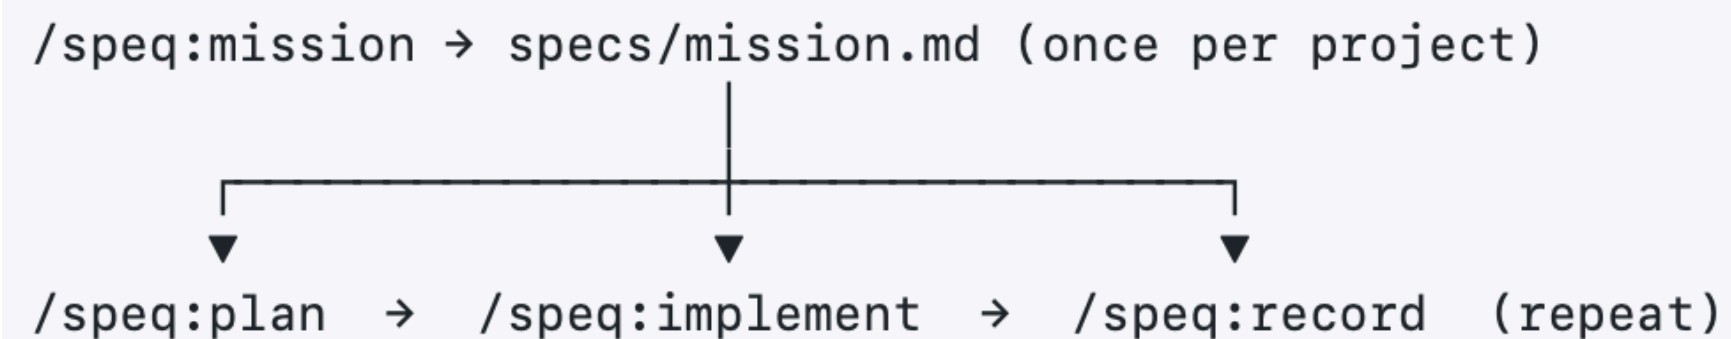 /speq:mission → specs/mission.md (once per project)
/speq:plan → /speq:implement → /speq:record (repeat)